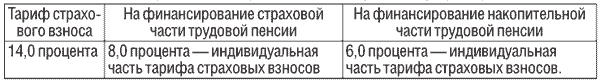 Тариф страхо-
вого взноса
На финансирование страховой
части трудовой пенсии
На финансирование накопительной
части трудовой пенсии
14,0 процента
8,0 процента — индивидуальная
часть тарифа страховых взносов
6,0 процента — индивидуальная
часть тарифа страховых взносов.